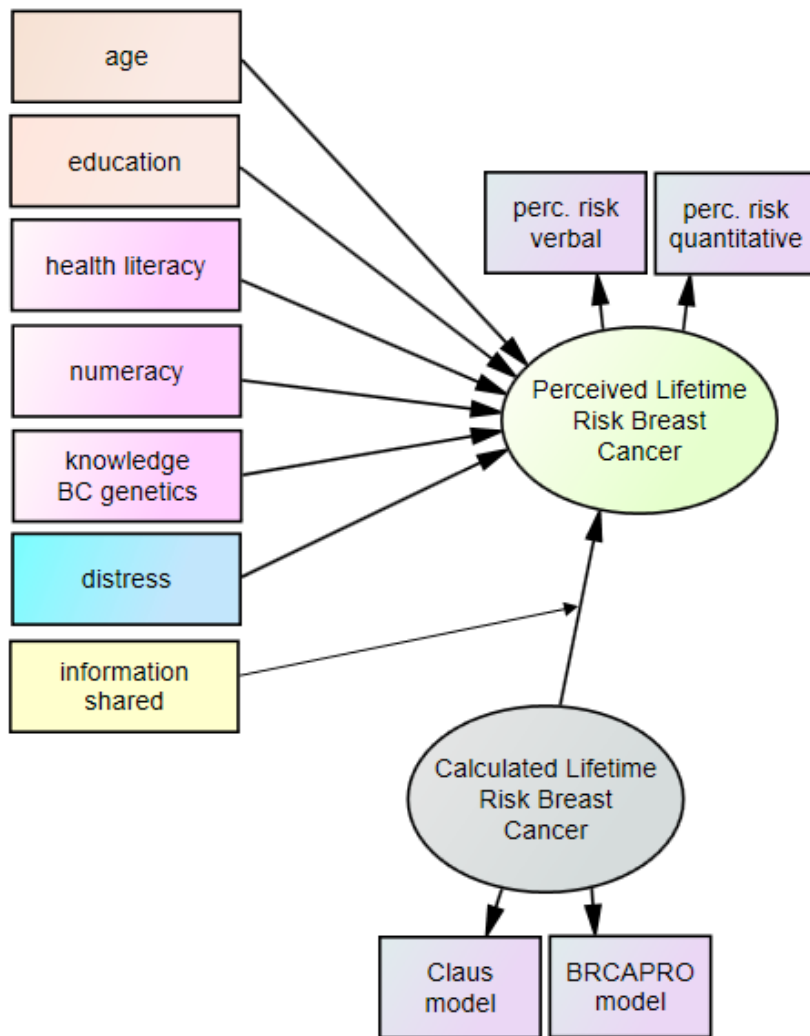 age
education
health literacy
numeracy
knowledge
BC genetics
distress
information
shared
perc. risk
verbal
perc. risk
quantitative
Perceived Lifetime
Risk Breast
Cancer
Calculated Lifetime
Risk Breast
Cancer
Claus
model
BRCAPRO
model